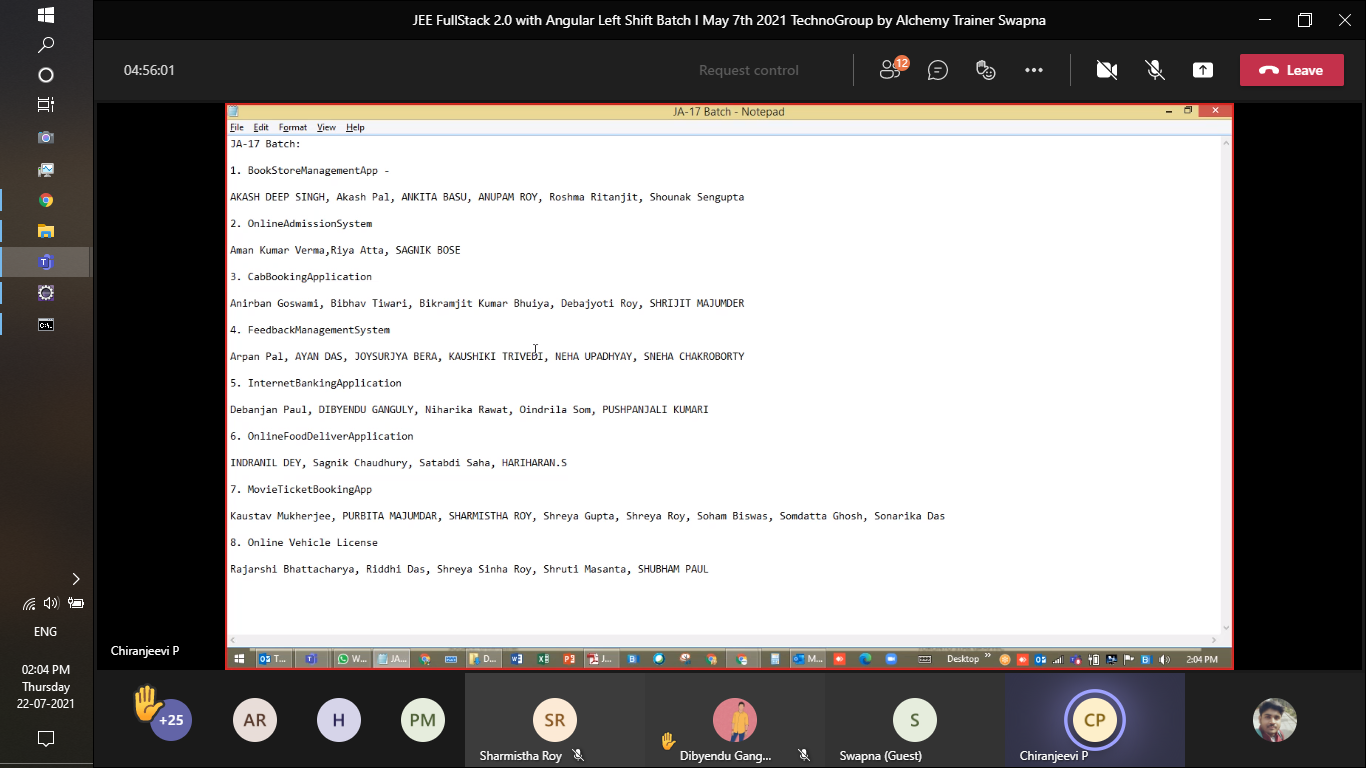 JEE FullStack 2.0 with Angular Left Shift Batch I May 7th 2021 TechnoGroup by Alchemy Trainer Swapna
04:56:01
Request control
12
Leave
JA-17 Batch - Notepad
File Edit Format View Help
JA-17 Batch:
1. BookStoreManagementApp -
AKASH DEEP SINGH, Akash Pal, ANKITA BASU, ANUPAM ROY, Roshma Ritanjit, Shounak Sengupta
2. OnlineAdmissionSystem
Aman Kumar Verma,Riya Atta, SAGNIK BOSE
3. CabBookingApplication
Anirban Goswami, Bibhav Tiwari, Bikramjit Kumar Bhuiya, Debajyoti Roy, SHRIJIT MAJUMDER
4. FeedbackManagementSystem
Arpan Pal, AYAN DAS, JOYSURJYA BERA, KAUSHIKI TRIVEDI, NEHA UPADHYAY, SNEHA CHAKROBORTY
5. InternetBankingApplication
Debanjan Paul, DIBYENDU GANGULY, Niharika Rawat, Oindrila Som, PUSHPANJALI KUMARI
6. OnlineFoodDeliverApplication
INDRANIL DEY, Sagnik Chaudhury, Satabdi Saha, HARIHARAN.S
7. MovieTicketBookingApp
Kaustav Mukherjee, PURBITA MAJUMDAR, SHARMISTHA ROY, Shreya Gupta, Shreya Roy, Soham Biswas, Somdatta Ghosh, Sonarika Das
8. Online Vehicle License
Rajarshi Bhattacharya, Riddhi Das, Shreya Sinha Roy, Shruti Masanta, SHUBHAM PAUL
Chiranjeevi P
T... W... JA... D... J... M... Desktop 2:04 PM
ENG
02:04 PM
Thursday
22-07-2021
+25 AR H PM SR S CP
Sharmistha Roy Dibyendu Gang... Swapna (Guest) Chiranjeevi P